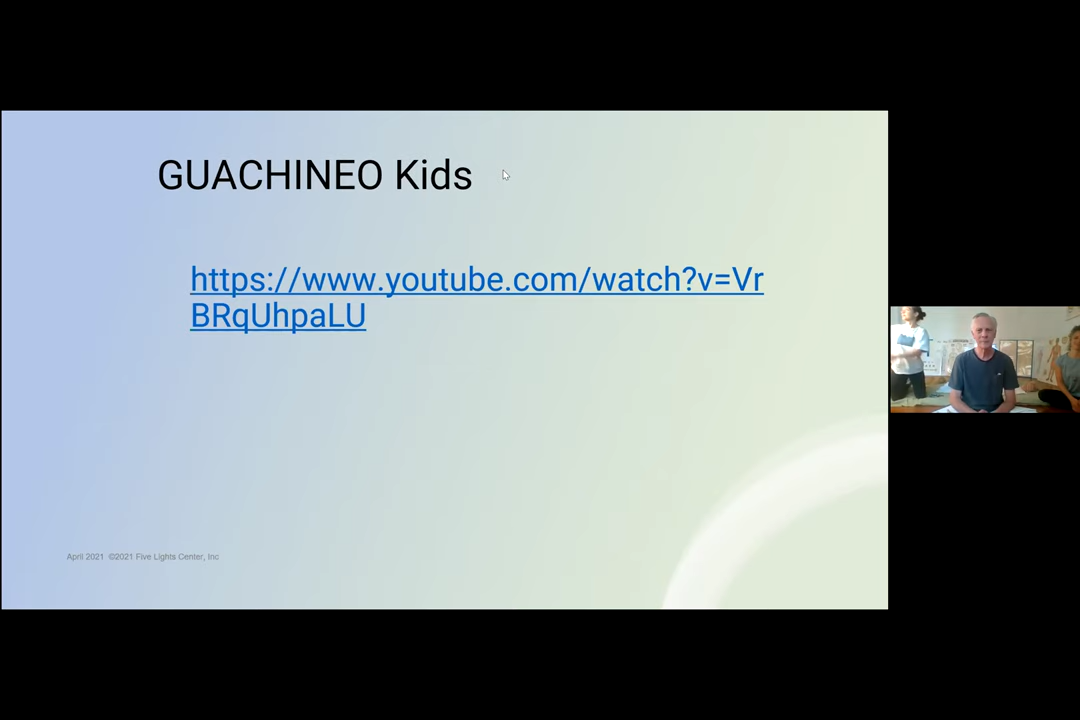 GUACHINEO Kids
https://www.youtube.com/watch?v=Vr
BRqUhpaLU
April 2021 ©2021 Five Lights Center, Inc